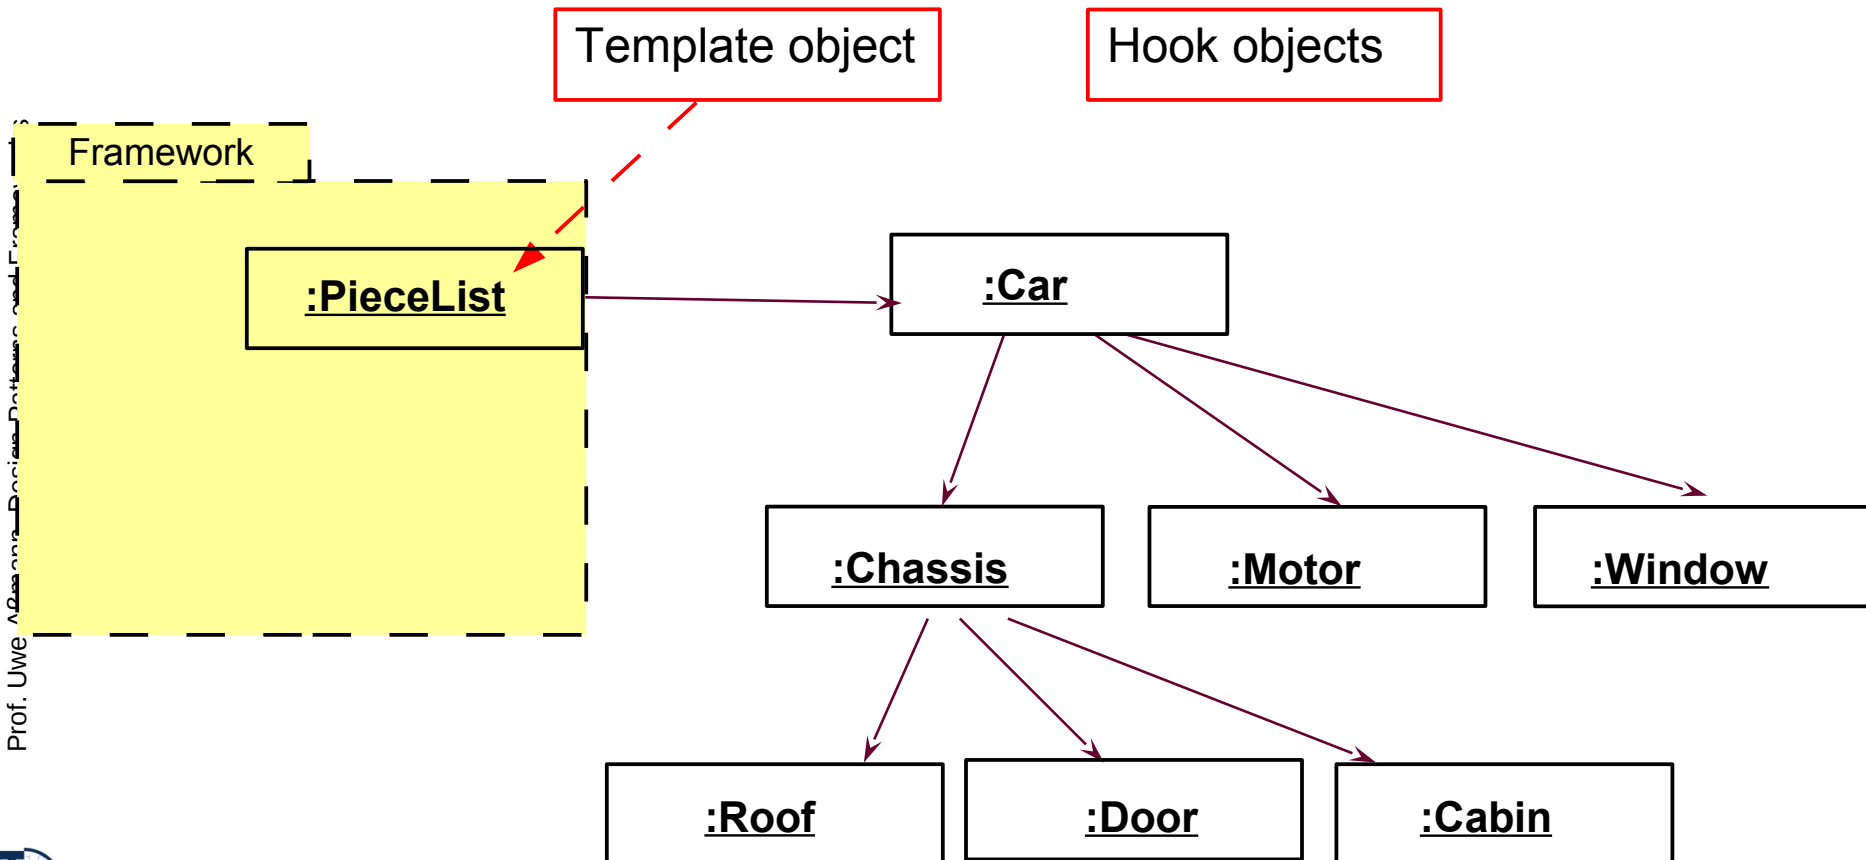 Template object
Hook objects
Framework
:PieceList
:Car
:Chassis
:Motor
:Window
:Roof
:Door
:Cabin
Prof. Uwe